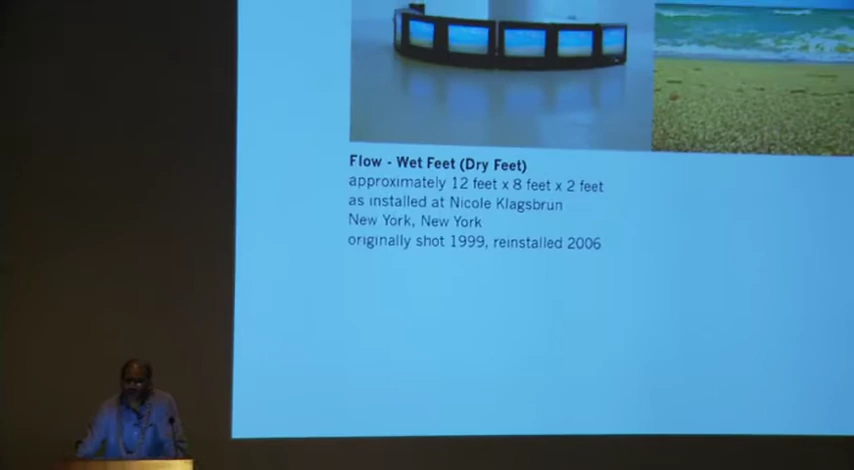 Flow - Wet Feet (Dry Feet)
approximately 12 feet x 8 feet x 2 feet
as installed at Nicole Klagsbrun
New York, New York
originally shot 1999, reinstalled 2006